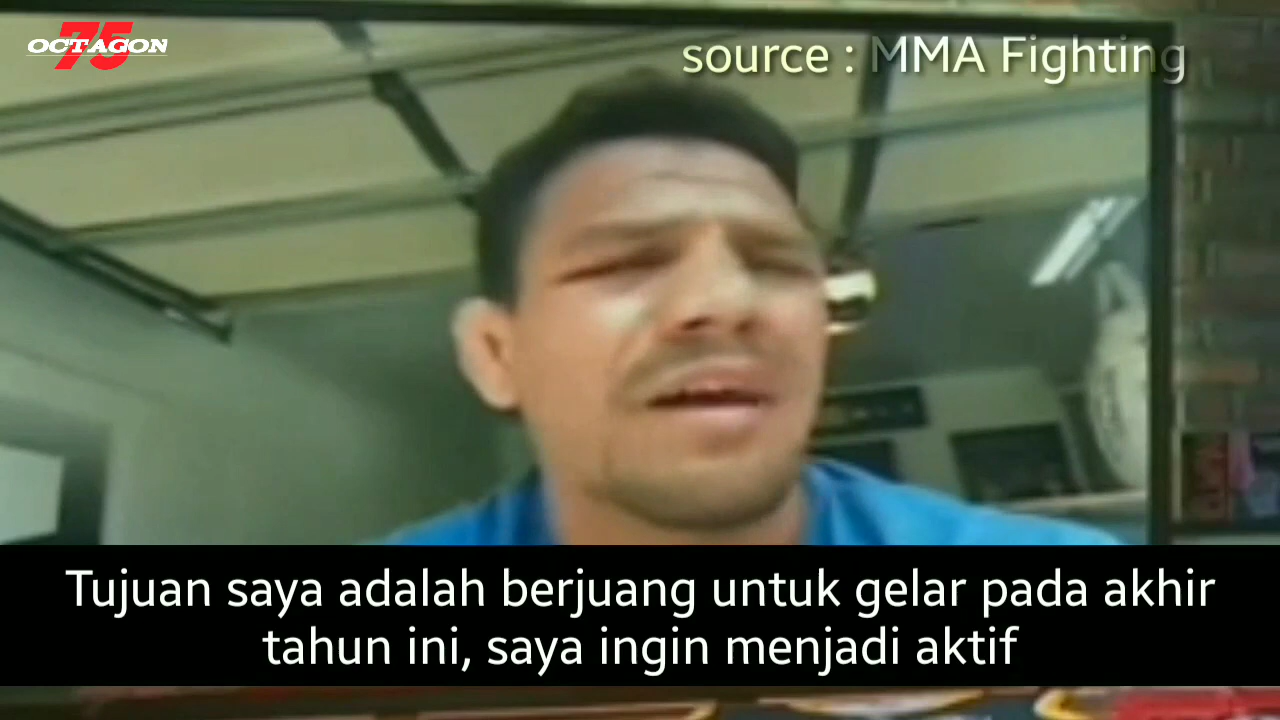 75
OCTAGON
source : MMA Fighting
Tujuan saya adalah berjuang untuk gelar pada akhir
tahun ini, saya ingin menjadi aktif